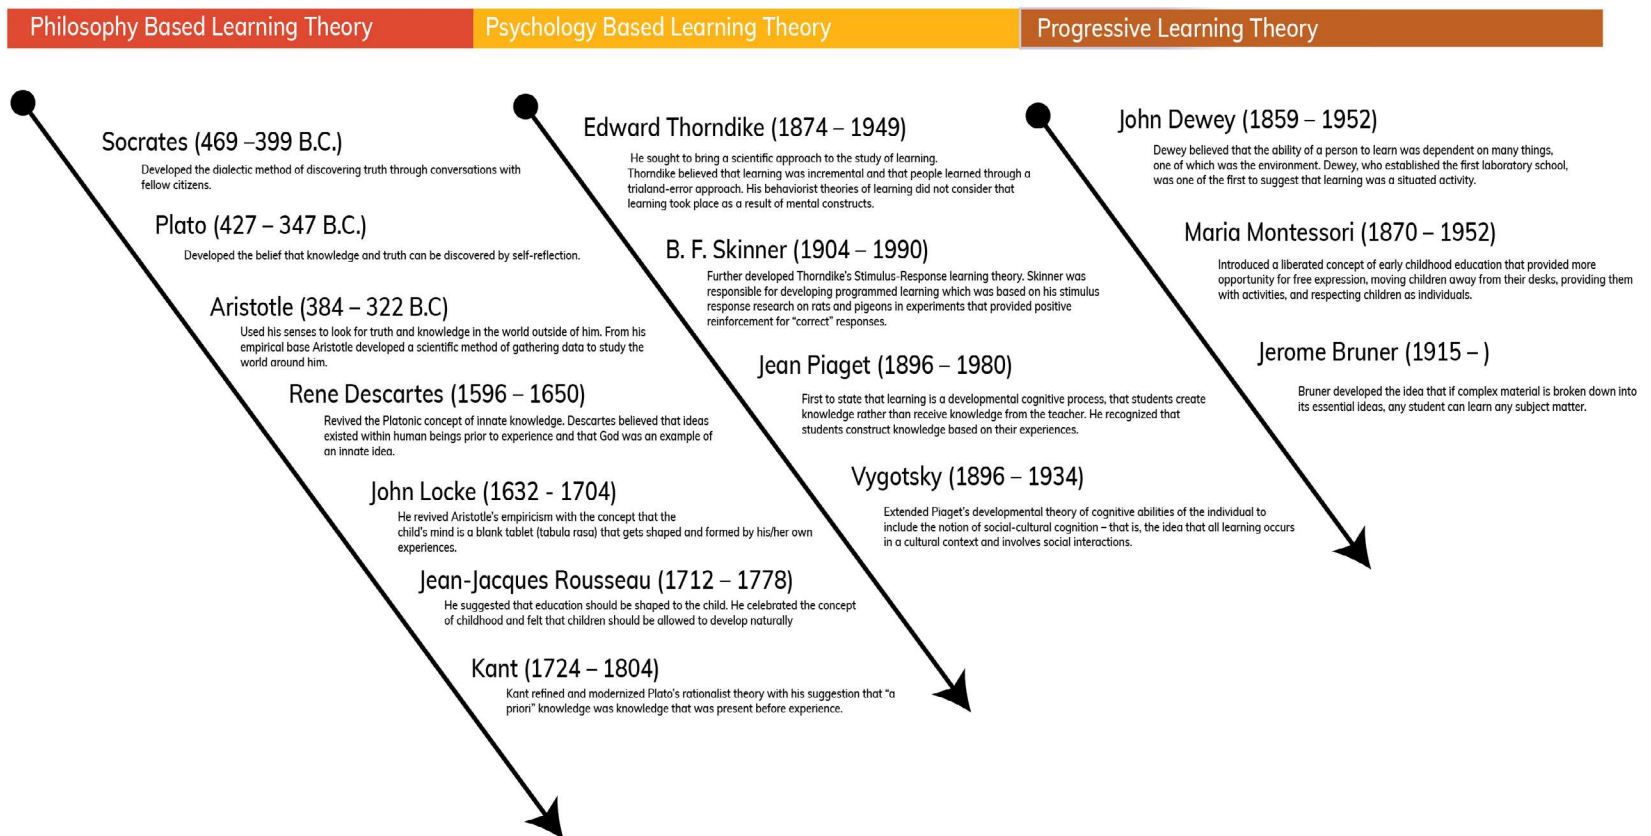 Philosophy Based Learning Theory
Psychology Based Learning Theory
Progressive Learning Theory
Socrates (469 –399 B.C.)
Developed the dialectic method of discovering truth through conversations with
fellow citizens.
Plato (427 – 347 B.C.)
Developed the belief that knowledge and truth can be discovered by self-reflection.
Aristotle (384 – 322 B.C)
Used his senses to look for truth and knowledge in the world outside of him. From his
empirical base Aristotle developed a scientific method of gathering data to study the
world around him.
Rene Descartes (1596 – 1650)
Revived the Platonic concept of innate knowledge. Descartes believed that ideas
existed within human beings prior to experience and that God was an example of
an innate idea.
John Locke (1632 - 1704)
He revived Aristotle’s empiricism with the concept that the
child’s mind is a blank tablet (tabula rasa) that gets shaped and formed by his/her own
experiences.
Jean-Jacques Rousseau (1712 – 1778)
He suggested that education should be shaped to the child. He celebrated the concept
of childhood and felt that children should be allowed to develop naturally
Kant (1724 – 1804)
Kant refined and modernized Plato’s rationalist theory with his suggestion that “a
priori” knowledge was knowledge that was present before experience.
Edward Thorndike (1874 – 1949)
He sought to bring a scientific approach to the study of learning.
Thorndike believed that learning was incremental and that people learned through a
trialand-error approach. His behaviorist theories of learning did not consider that
learning took place as a result of mental constructs.
B. F. Skinner (1904 – 1990)
Further developed Thorndike’s Stimulus-Response learning theory. Skinner was
responsible for developing programmed learning which was based on his stimulus
response research on rats and pigeons in experiments that provided positive
reinforcement for “correct” responses.
Jean Piaget (1896 – 1980)
First to state that learning is a developmental cognitive process, that students create
knowledge rather than receive knowledge from the teacher. He recognized that
students construct knowledge based on their experiences.
Vygotsky (1896 – 1934)
Extended Piaget’s developmental theory of cognitive abilities of the individual to
include the notion of social-cultural cognition – that is, the idea that all learning occurs
in a cultural context and involves social interactions.
John Dewey (1859 – 1952)
Dewey believed that the ability of a person to learn was dependent on many things,
one of which was the environment. Dewey, who established the first laboratory school,
was one of the first to suggest that learning was a situated activity.
Maria Montessori (1870 – 1952)
Introduced a liberated concept of early childhood education that provided more
opportunity for free expression, moving children away from their desks, providing them
with activities, and respecting children as individuals.
Jerome Bruner (1915 – )
Bruner developed the idea that if complex material is broken down into
its essential ideas, any student can learn any subject matter.